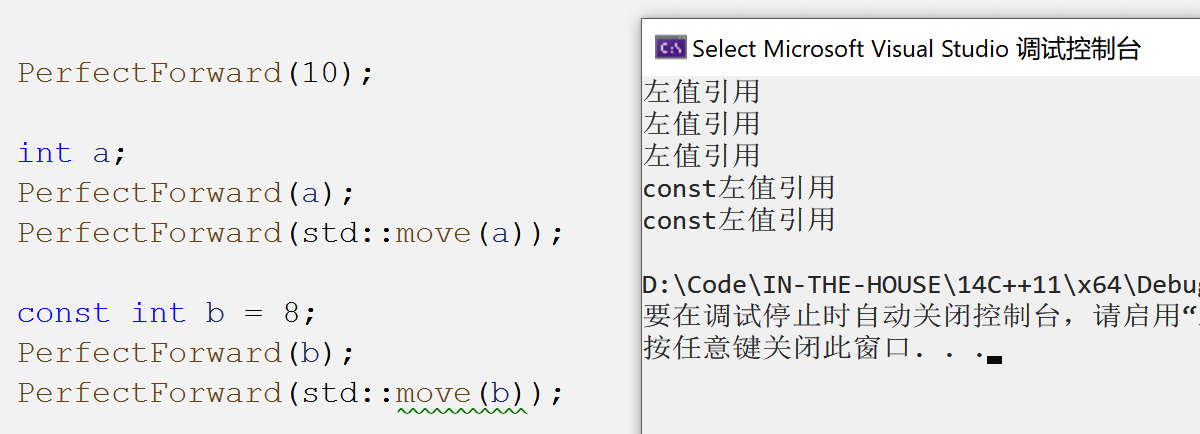 PerfectForward(10);
int a;
PerfectForward(a);
PerfectForward(std::move(a));
const int b = 8;
PerfectForward(b);
PerfectForward(std::move(b));
Select Microsoft Visual Studio 调试控制台
左值引用
左值引用
左值引用
const左值引用
const左值引用
D:\Code\IN-THE-HOUSE\14C++11\x64\Debug
要在调试停止时自动关闭控制台，请启用“
按任意键关闭此窗口. . .